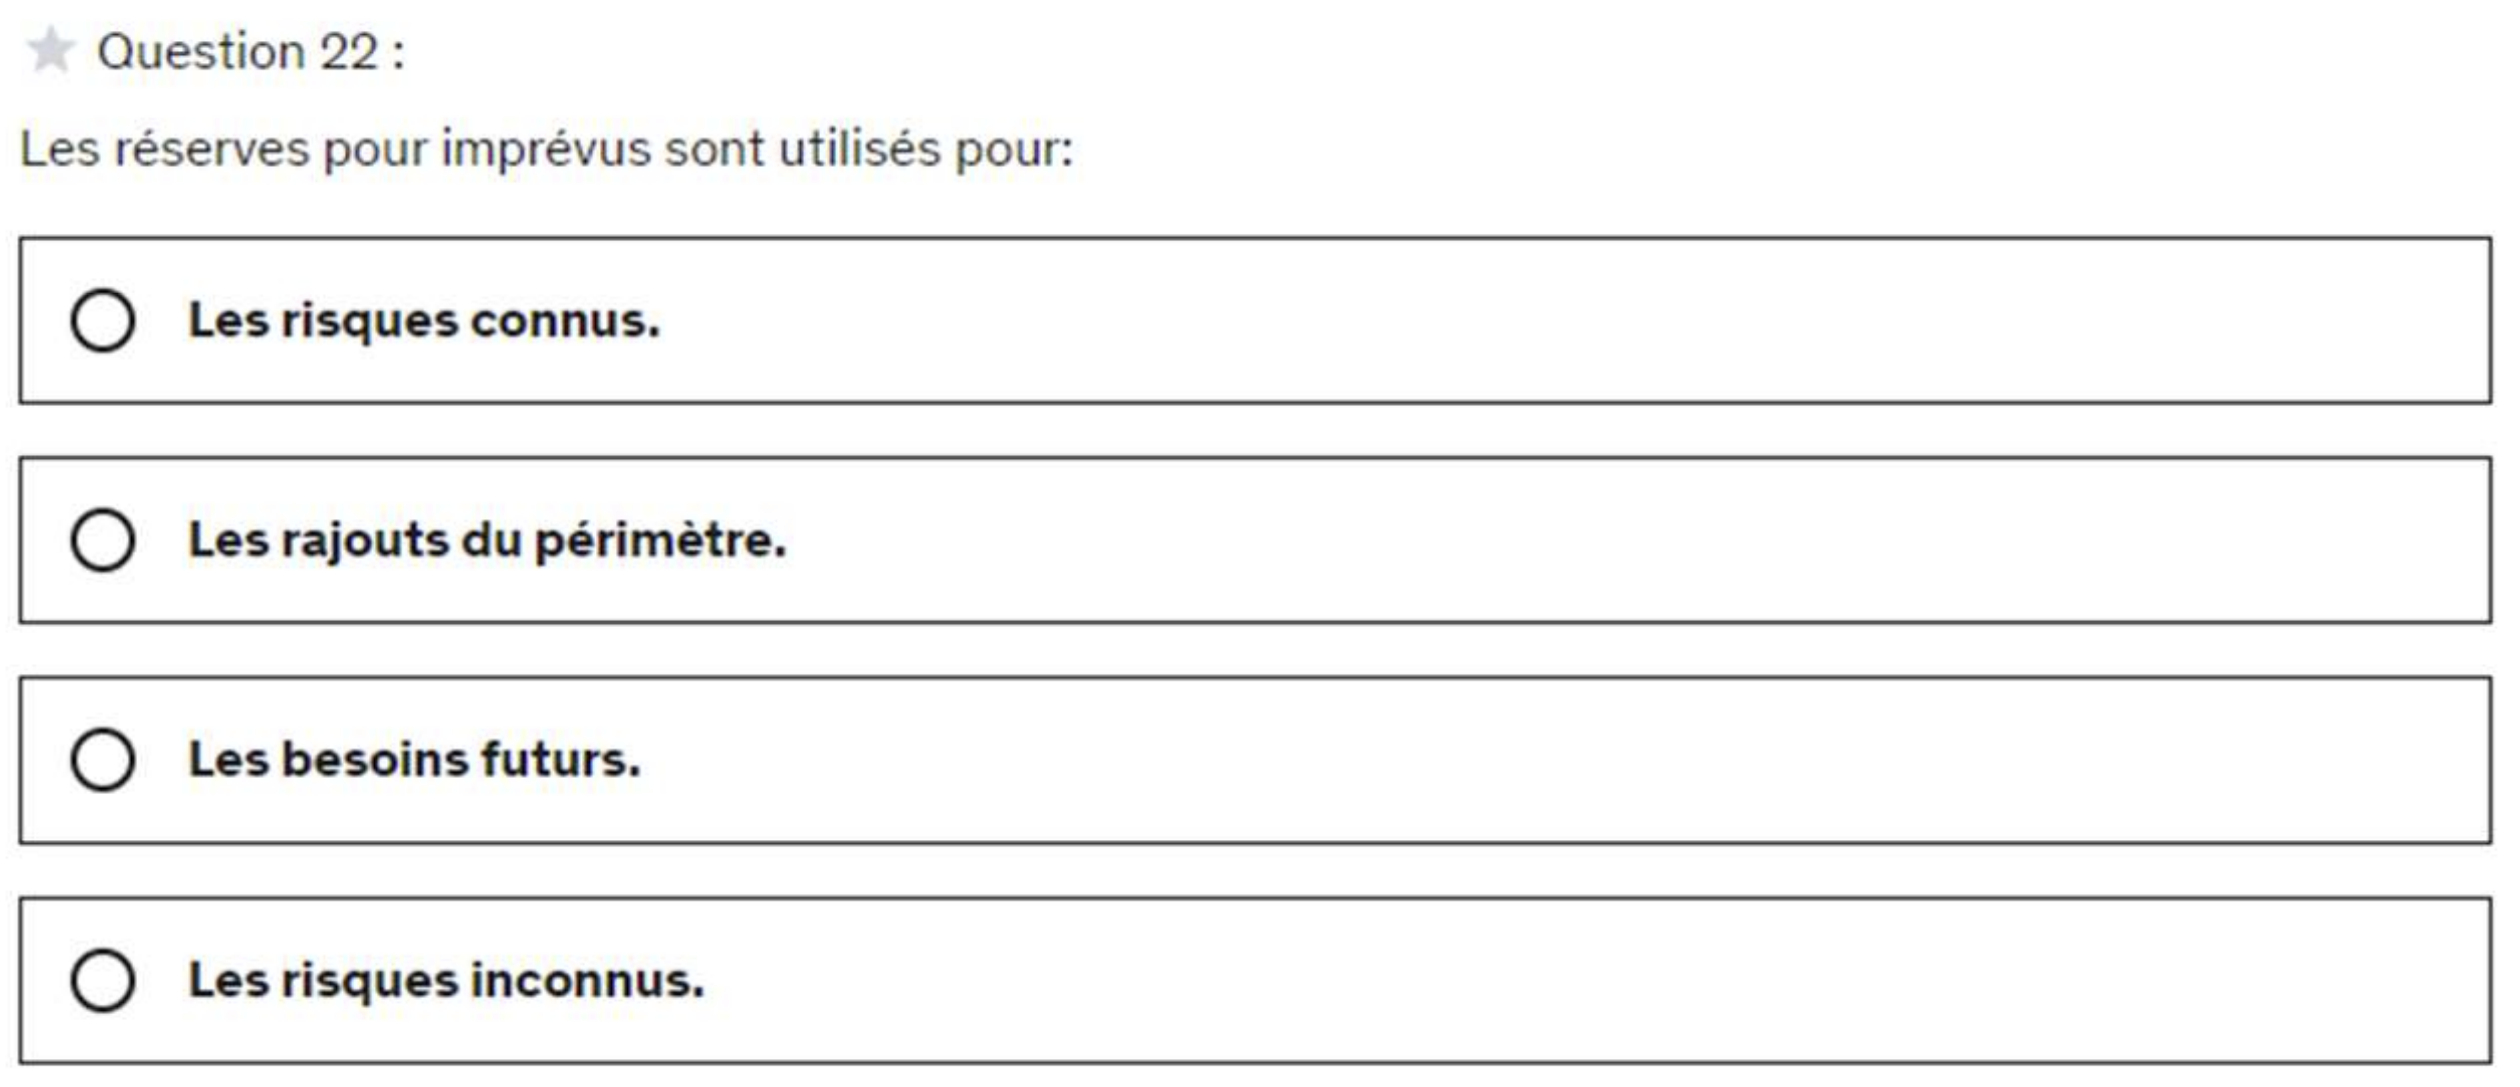 Question 22 :
Les réserves pour imprévus sont utilisés pour:
Les risques connus.
Les rajouts du périmètre.
Les besoins futurs.
Les risques inconnus.